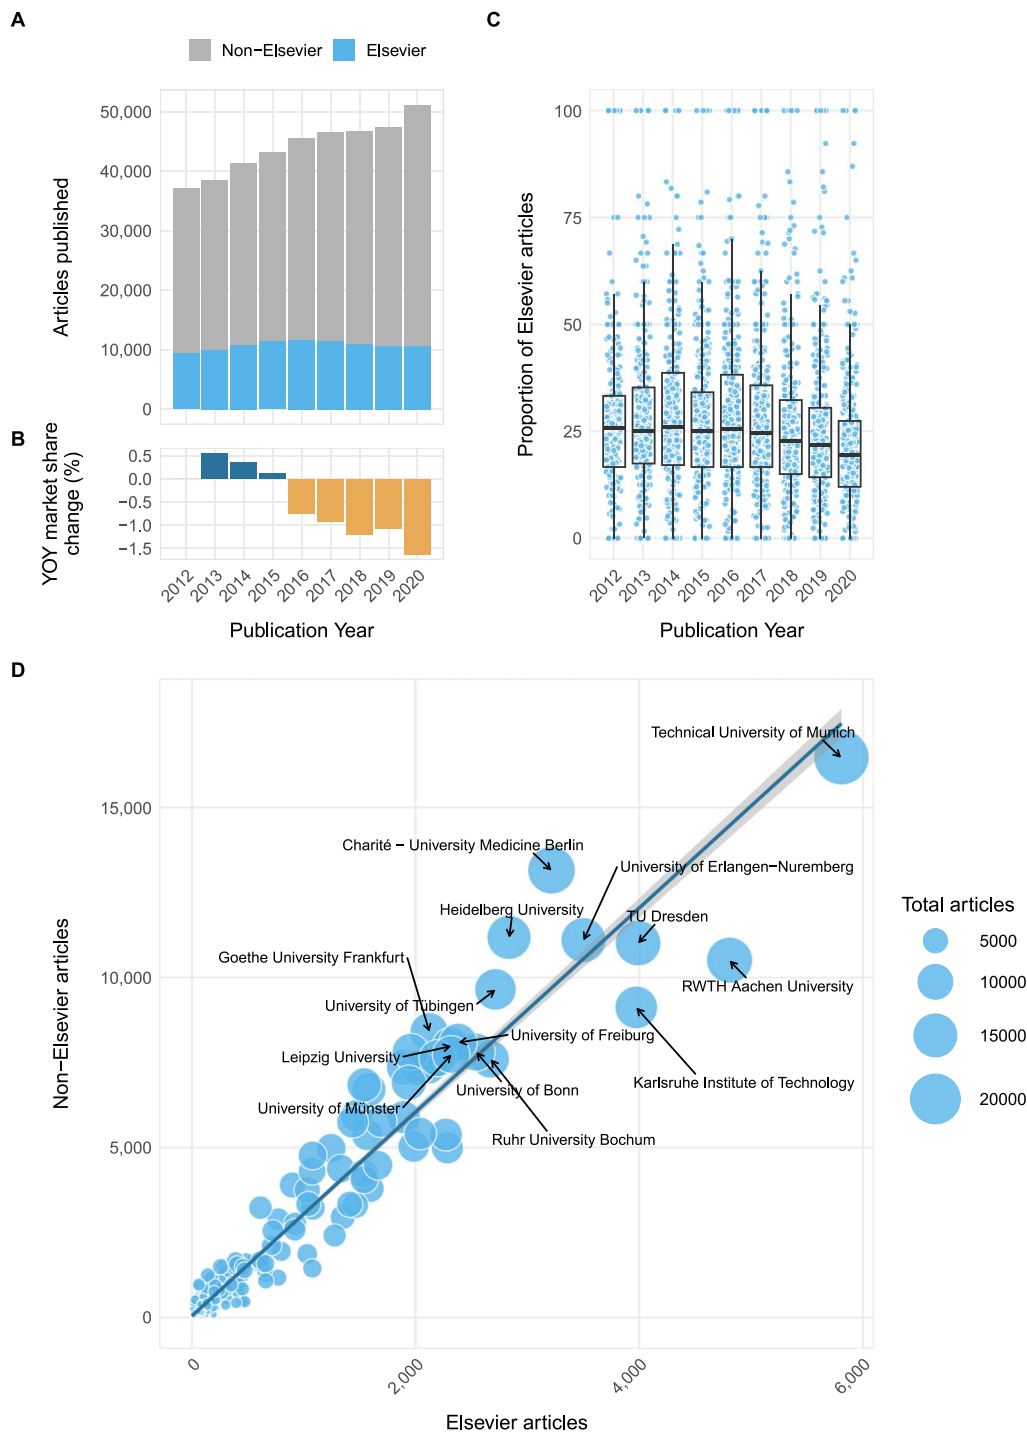 A
Non−Elsevier
Elsevier
Articles published
50,000
40,000
30,000
20,000
10,000
0
B
YOY market share
change (%)
0.5
0.0
−0.5
−1.0
−1.5
2012
2013
2014
2015
2016
2017
2018
2019
2020
Publication Year
C
Proportion of Elsevier articles
100
75
50
25
0
2012
2013
2014
2015
2016
2017
2018
2019
2020
Publication Year
D
Non−Elsevier articles
15,000
10,000
5,000
0
Technical University of Munich
Charité − University Medicine Berlin
University of Erlangen−Nuremberg
Heidelberg University
TU Dresden
Goethe University Frankfurt
RWTH Aachen University
University of Tübingen
University of Freiburg
Leipzig University
Karlsruhe Institute of Technology
University of Bonn
University of Münster
Ruhr University Bochum
0
2,000
4,000
6,000
Elsevier articles
Total articles
5000
10000
15000
20000